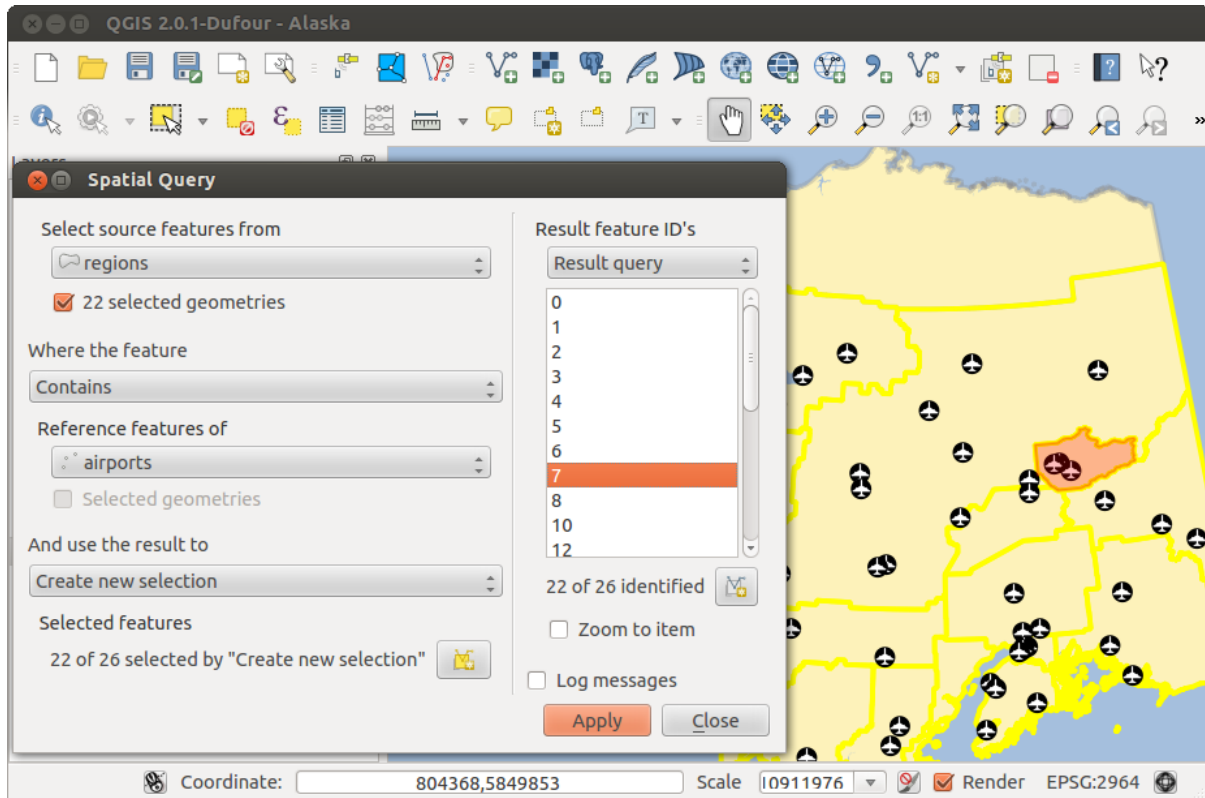 QGIS 2.0.1-Dufour - Alaska
T
1:1
»
Spatial Query
Select source features from
regions
22 selected geometries
Where the feature
Contains
Reference features of
airports
Selected geometries
And use the result to
Create new selection
Selected features
22 of 26 selected by "Create new selection"
Result feature ID's
Result query
0
1
2
3
4
5
6
7
8
10
12
22 of 26 identified
Zoom to item
Log messages
Apply
Close
Coordinate:
804368,5849853
Scale
Render
EPSG:2964